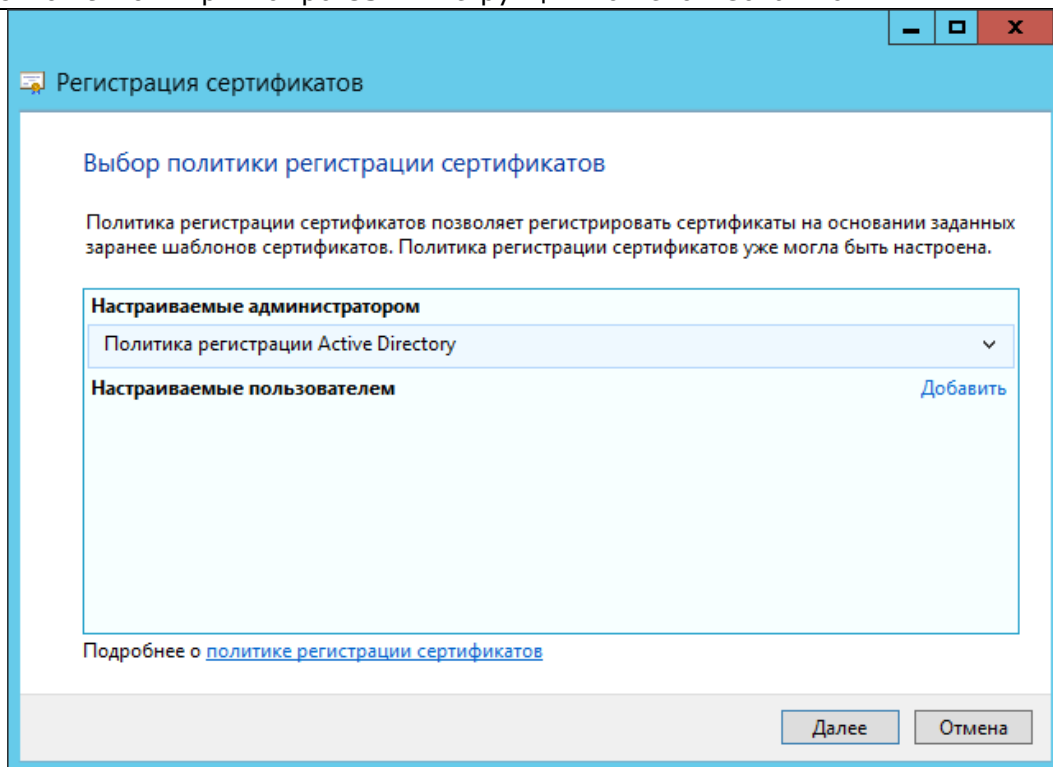 Регистрация сертификатов
Выбор политики регистрации сертификатов
Политика регистрации сертификатов позволяет регистрировать сертификаты на основании заданных
заранее шаблонов сертификатов. Политика регистрации сертификатов уже могла быть настроена.
Настраиваемые администратором
Политика регистрации Active Directory
Настраиваемые пользователем
Добавить
Подробнее о политике регистрации сертификатов
Далее
Отмена